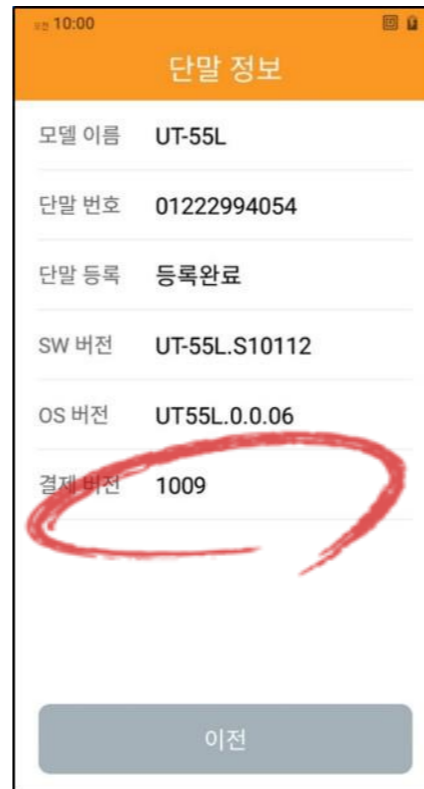 오전 10:00
단말 정보
모델 이름 UT-55L
단말 번호 01222994054
단말 등록 등록완료
SW 버전 UT-55L.S10112
OS 버전 UT55L.0.0.06
결제 버전 1009
이전